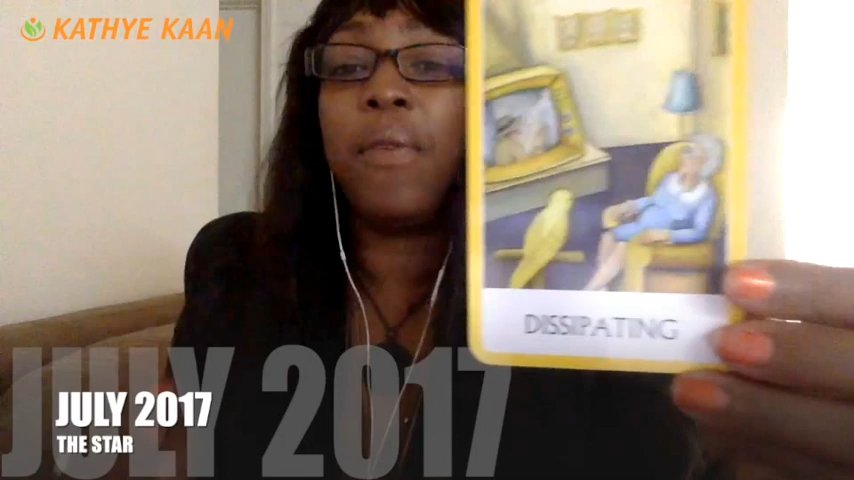 KATHYE KAAN
DISSIPATING
JULY 2017
JULY 2017
THE STAR